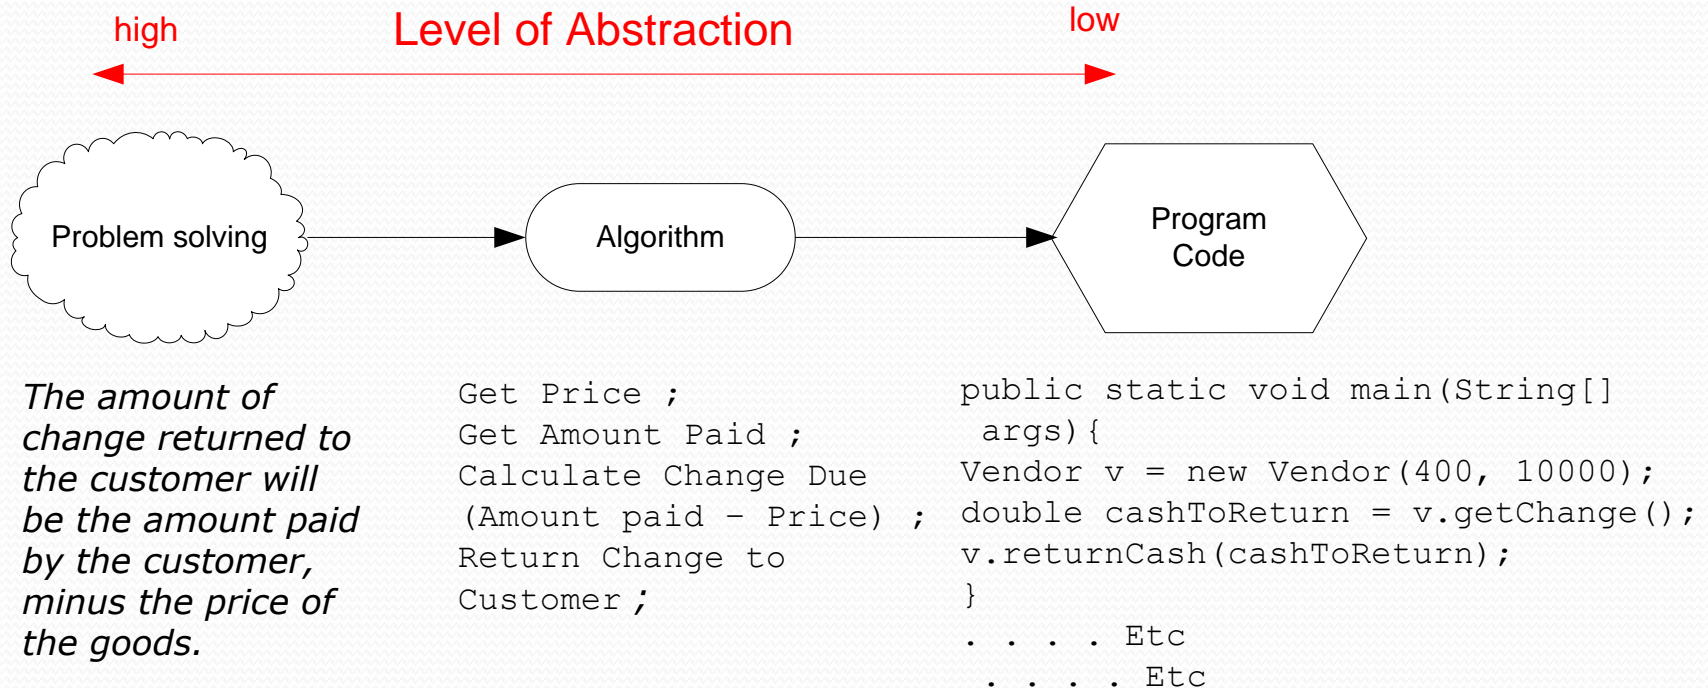 high
Level of Abstraction
low
Problem solving
Algorithm
Program
Code
The amount of
change returned to
the customer will
be the amount paid
by the customer,
minus the price of
the goods.
Get Price ;
Get Amount Paid ;
Calculate Change Due
(Amount paid – Price) ;
Return Change to
Customer ;
public static void main(String[]
args){
Vendor v = new Vendor(400, 10000);
double cashToReturn = v.getChange();
v.returnCash(cashToReturn);
}
. . . . Etc
. . . . Etc